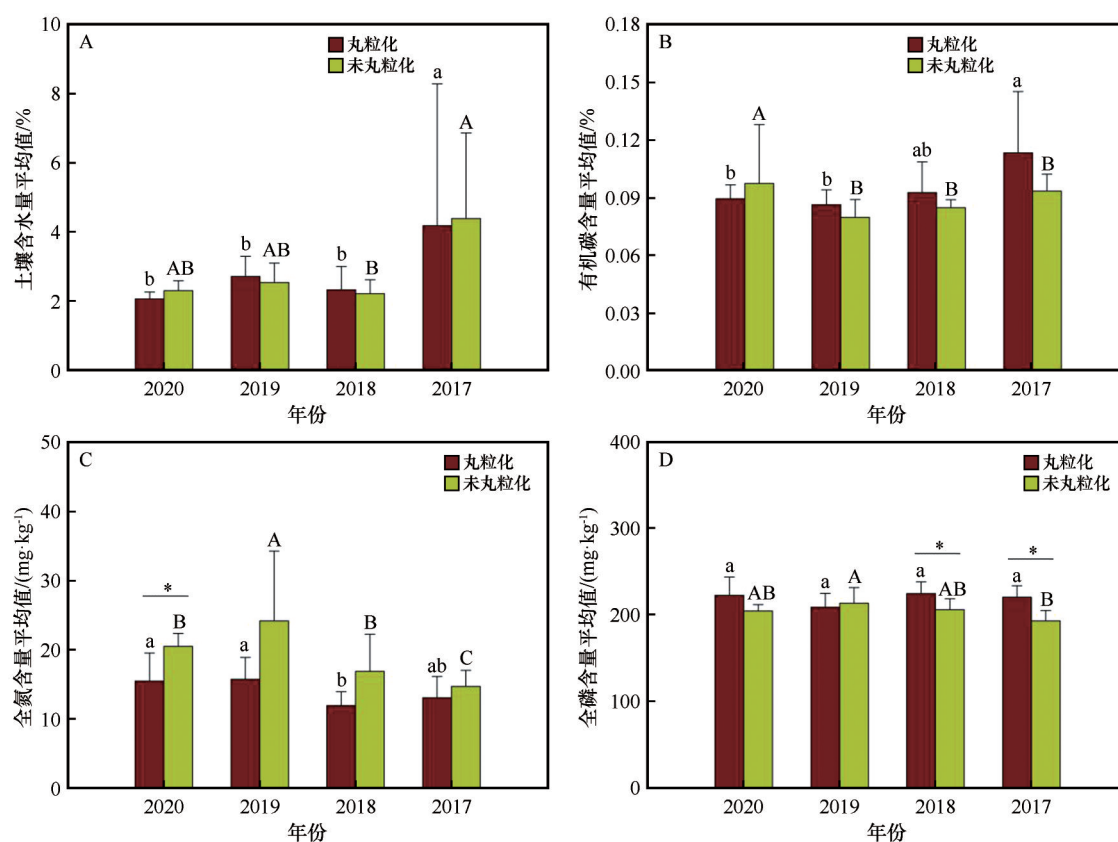 A
丸粒化
未丸粒化
土壤含水量平均值/%
10
8
6
4
2
0
b
AB
b
AB
b
B
a
A
2020
2019
2018
2017
年份
B
丸粒化
未丸粒化
有机碳含量平均值/%
0.18
0.15
0.12
0.09
0.06
0.03
0.00
b
A
b
B
ab
B
a
B
2020
2019
2018
2017
年份
C
丸粒化
未丸粒化
全氮含量平均值/(mg·kg⁻¹)
50
40
30
20
10
0
*
a
B
a
A
b
B
ab
C
2020
2019
2018
2017
年份
D
丸粒化
未丸粒化
全磷含量平均值/(mg·kg⁻¹)
400
300
200
100
0
a
AB
a
A
*
a
AB
*
a
B
2020
2019
2018
2017
年份